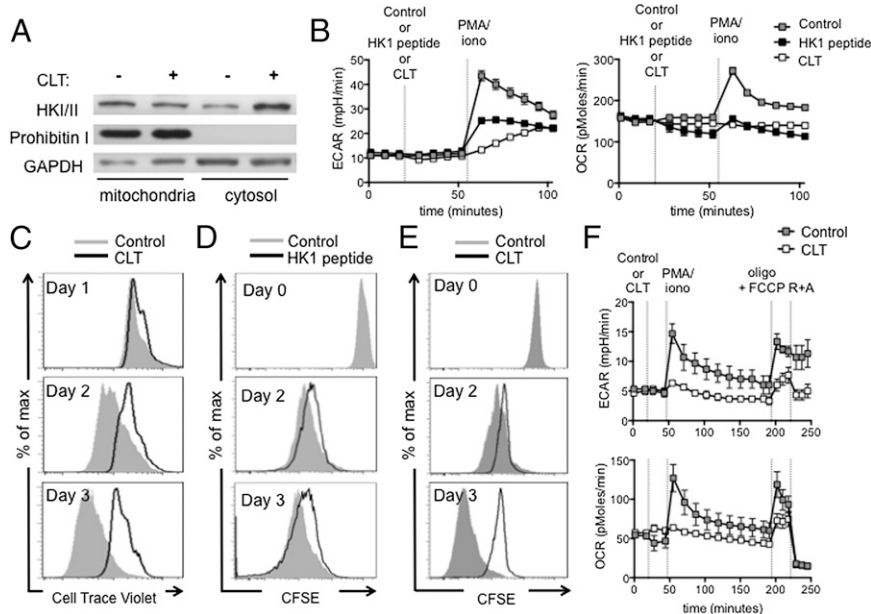 A
CLT: - + - +
HKI/II
Prohibitin I
GAPDH
mitochondria cytosol
B
Control
or
HK1 peptide
or
CLT
PMA/
iono
50
40
30
20
10
0
ECAR (mpH/min)
0 50 100
time (minutes)
Control
or
HK1 peptide
or
CLT
PMA/
iono
Control
HK1 peptide
CLT
300
200
150
100
0
OCR (pMoles/min)
0 50 100
time (minutes)
C
Control
CLT
Day 1
Day 2
Day 3
% of max
Cell Trace Violet
D
Control
HK1 peptide
Day 0
Day 2
Day 3
% of max
CFSE
E
Control
CLT
Day 0
Day 2
Day 3
% of max
CFSE
F
Control
CLT
Control
or
CLT
PMA/
iono
oligo
+ FCCP R+A
20
15
10
5
0
ECAR (mpH/min)
0 50 100 150 200 250
time (minutes)
150
100
50
0
OCR (pMoles/min)
0 50 100 150 200 250
time (minutes)